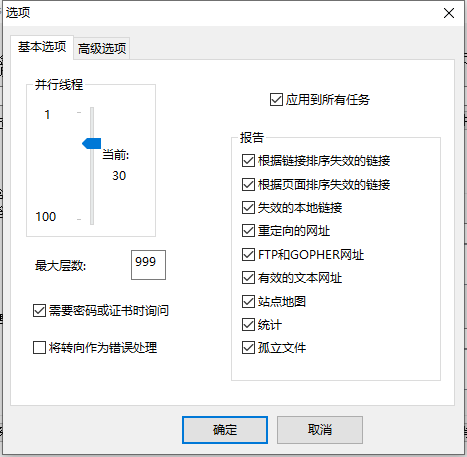 选项
基本选项
高级选项
并行线程
1
当前:
30
100
最大层数:
999
需要密码或证书时询问
将转向作为错误处理
应用到所有任务
报告
根据链接排序失效的链接
根据页面排序失效的链接
失效的本地链接
重定向的网址
FTP和GOPHER网址
有效的文本网址
站点地图
统计
孤立文件
确定
取消